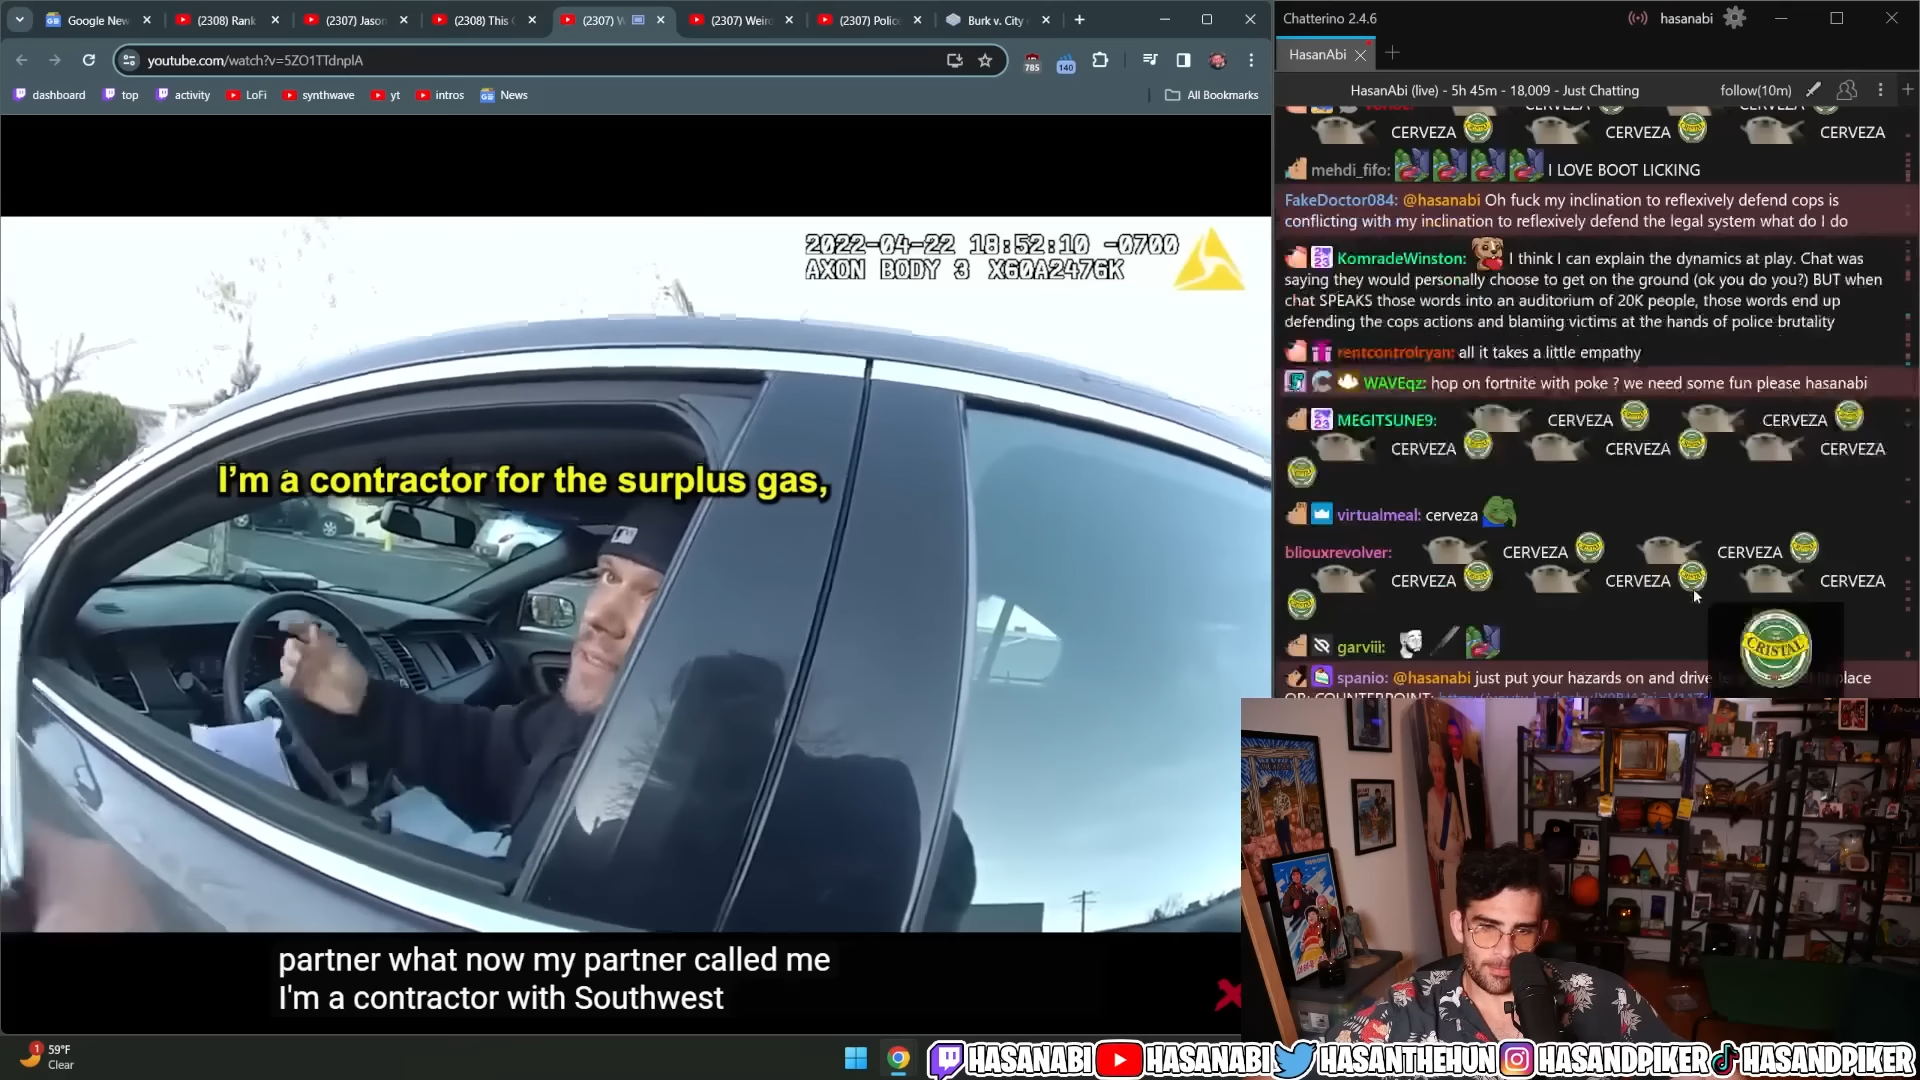 Google New
(2308) Rank
(2307) Jason
(2308) This
(2307) W
(2307) Weird
(2307) Police
Burk v. City
youtube.com/watch?v=5ZO1TTdnplA
785
140
dashboard
top
activity
LoFi
synthwave
yt
intros
News
All Bookmarks
2022-04-22 18:52:10 -0700
AXON BODY 3 X60A2476K
I'm a contractor for the surplus gas,
partner what now my partner called me
I'm a contractor with Southwest
Chatterino 2.4.6
hasanabi
HasanAbi
HasanAbi (live) - 5h 45m - 18,009 - Just Chatting
follow(10m)
CERVEZA CERVEZA CERVEZA
mehdi_fifo: I LOVE BOOT LICKING
FakeDoctor084: @hasanabi Oh fuck my inclination to reflexively defend cops is
conflicting with my inclination to reflexively defend the legal system what do I do
KomradeWinston: I think I can explain the dynamics at play. Chat was
saying they would personally choose to get on the ground (ok you do you?) BUT when
chat SPEAKS those words into an auditorium of 20K people, those words end up
defending the cops actions and blaming victims at the hands of police brutality
rentcontrolryan: all it takes a little empathy
WAVEqz: hop on fortnite with poke ? we need some fun please hasanabi
MEGITSUNE9: CERVEZA CERVEZA
CERVEZA CERVEZA CERVEZA
virtualmeal: cerveza
bliouxrevolver: CERVEZA CERVEZA
CERVEZA CERVEZA CERVEZA
garviii:
CRISTAL
spanio: @hasanabi just put your hazards on and drive place
OR: COUNTERPOINT:
1
59°F
Clear
HASANABI
HASANABI
HASANTHEHUN
HASANDPIKER
HASANDPIKER